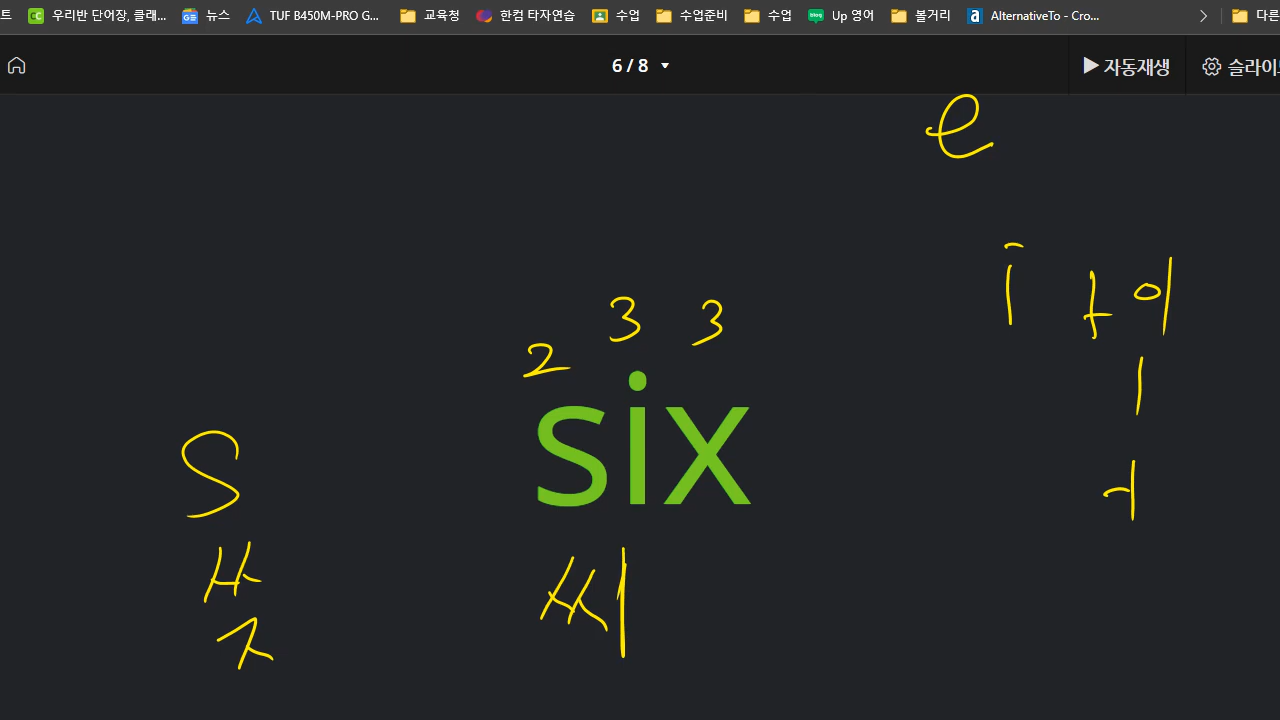 트 우리반 단어장, 클래... 뉴스 TUF B450M-PRO G... 교육청 한컴 타자연습 수업 수업준비 수업 Up 영어 볼거리 AlternativeTo - Cro... 다른
6 / 8 자동재생 슬라이드
e
2 3 3
six
S
ㅆ
ㅈ
ㅆㅣ
ㅣ
ㅓ